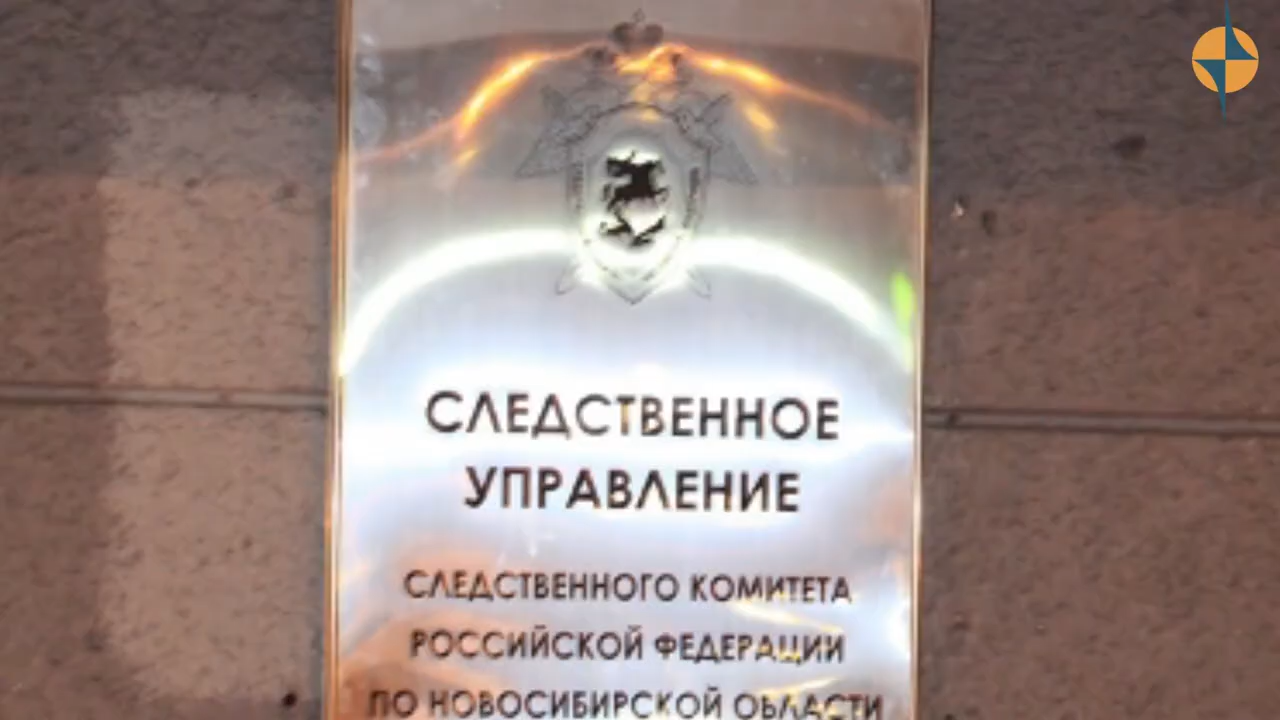 СЛЕДСТВЕННОЕ
УПРАВЛЕНИЕ
СЛЕДСТВЕННОГО КОМИТЕТА
РОССИЙСКОЙ ФЕДЕРАЦИИ
ПО НОВОСИБИРСКОЙ ОБЛАСТИ